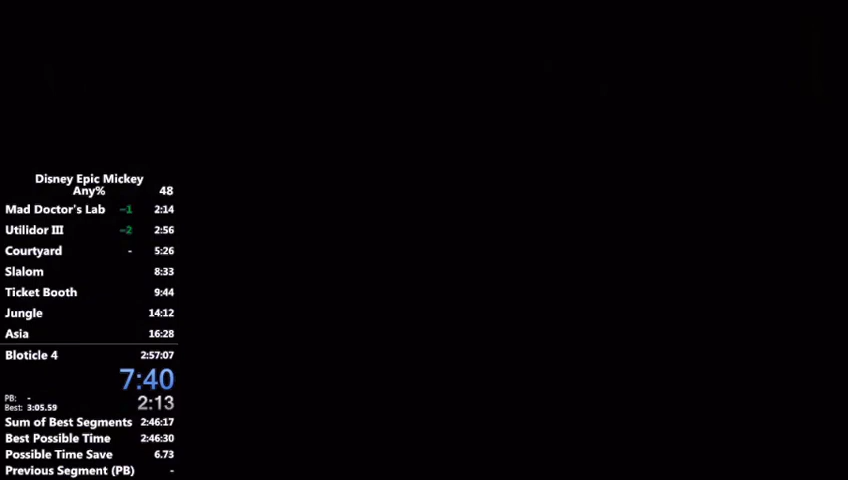 Disney Epic Mickey
Any% 48
Mad Doctor's Lab -1 2:14
Utilidor III -2 2:56
Courtyard - 5:26
Slalom 8:33
Ticket Booth 9:44
Jungle 14:12
Asia 16:28
Bloticle 4 2:57:07
7:40
PB: -
Best: 3:05.59
2:13
Sum of Best Segments 2:46:17
Best Possible Time 2:46:30
Possible Time Save 6.73
Previous Segment (PB) -